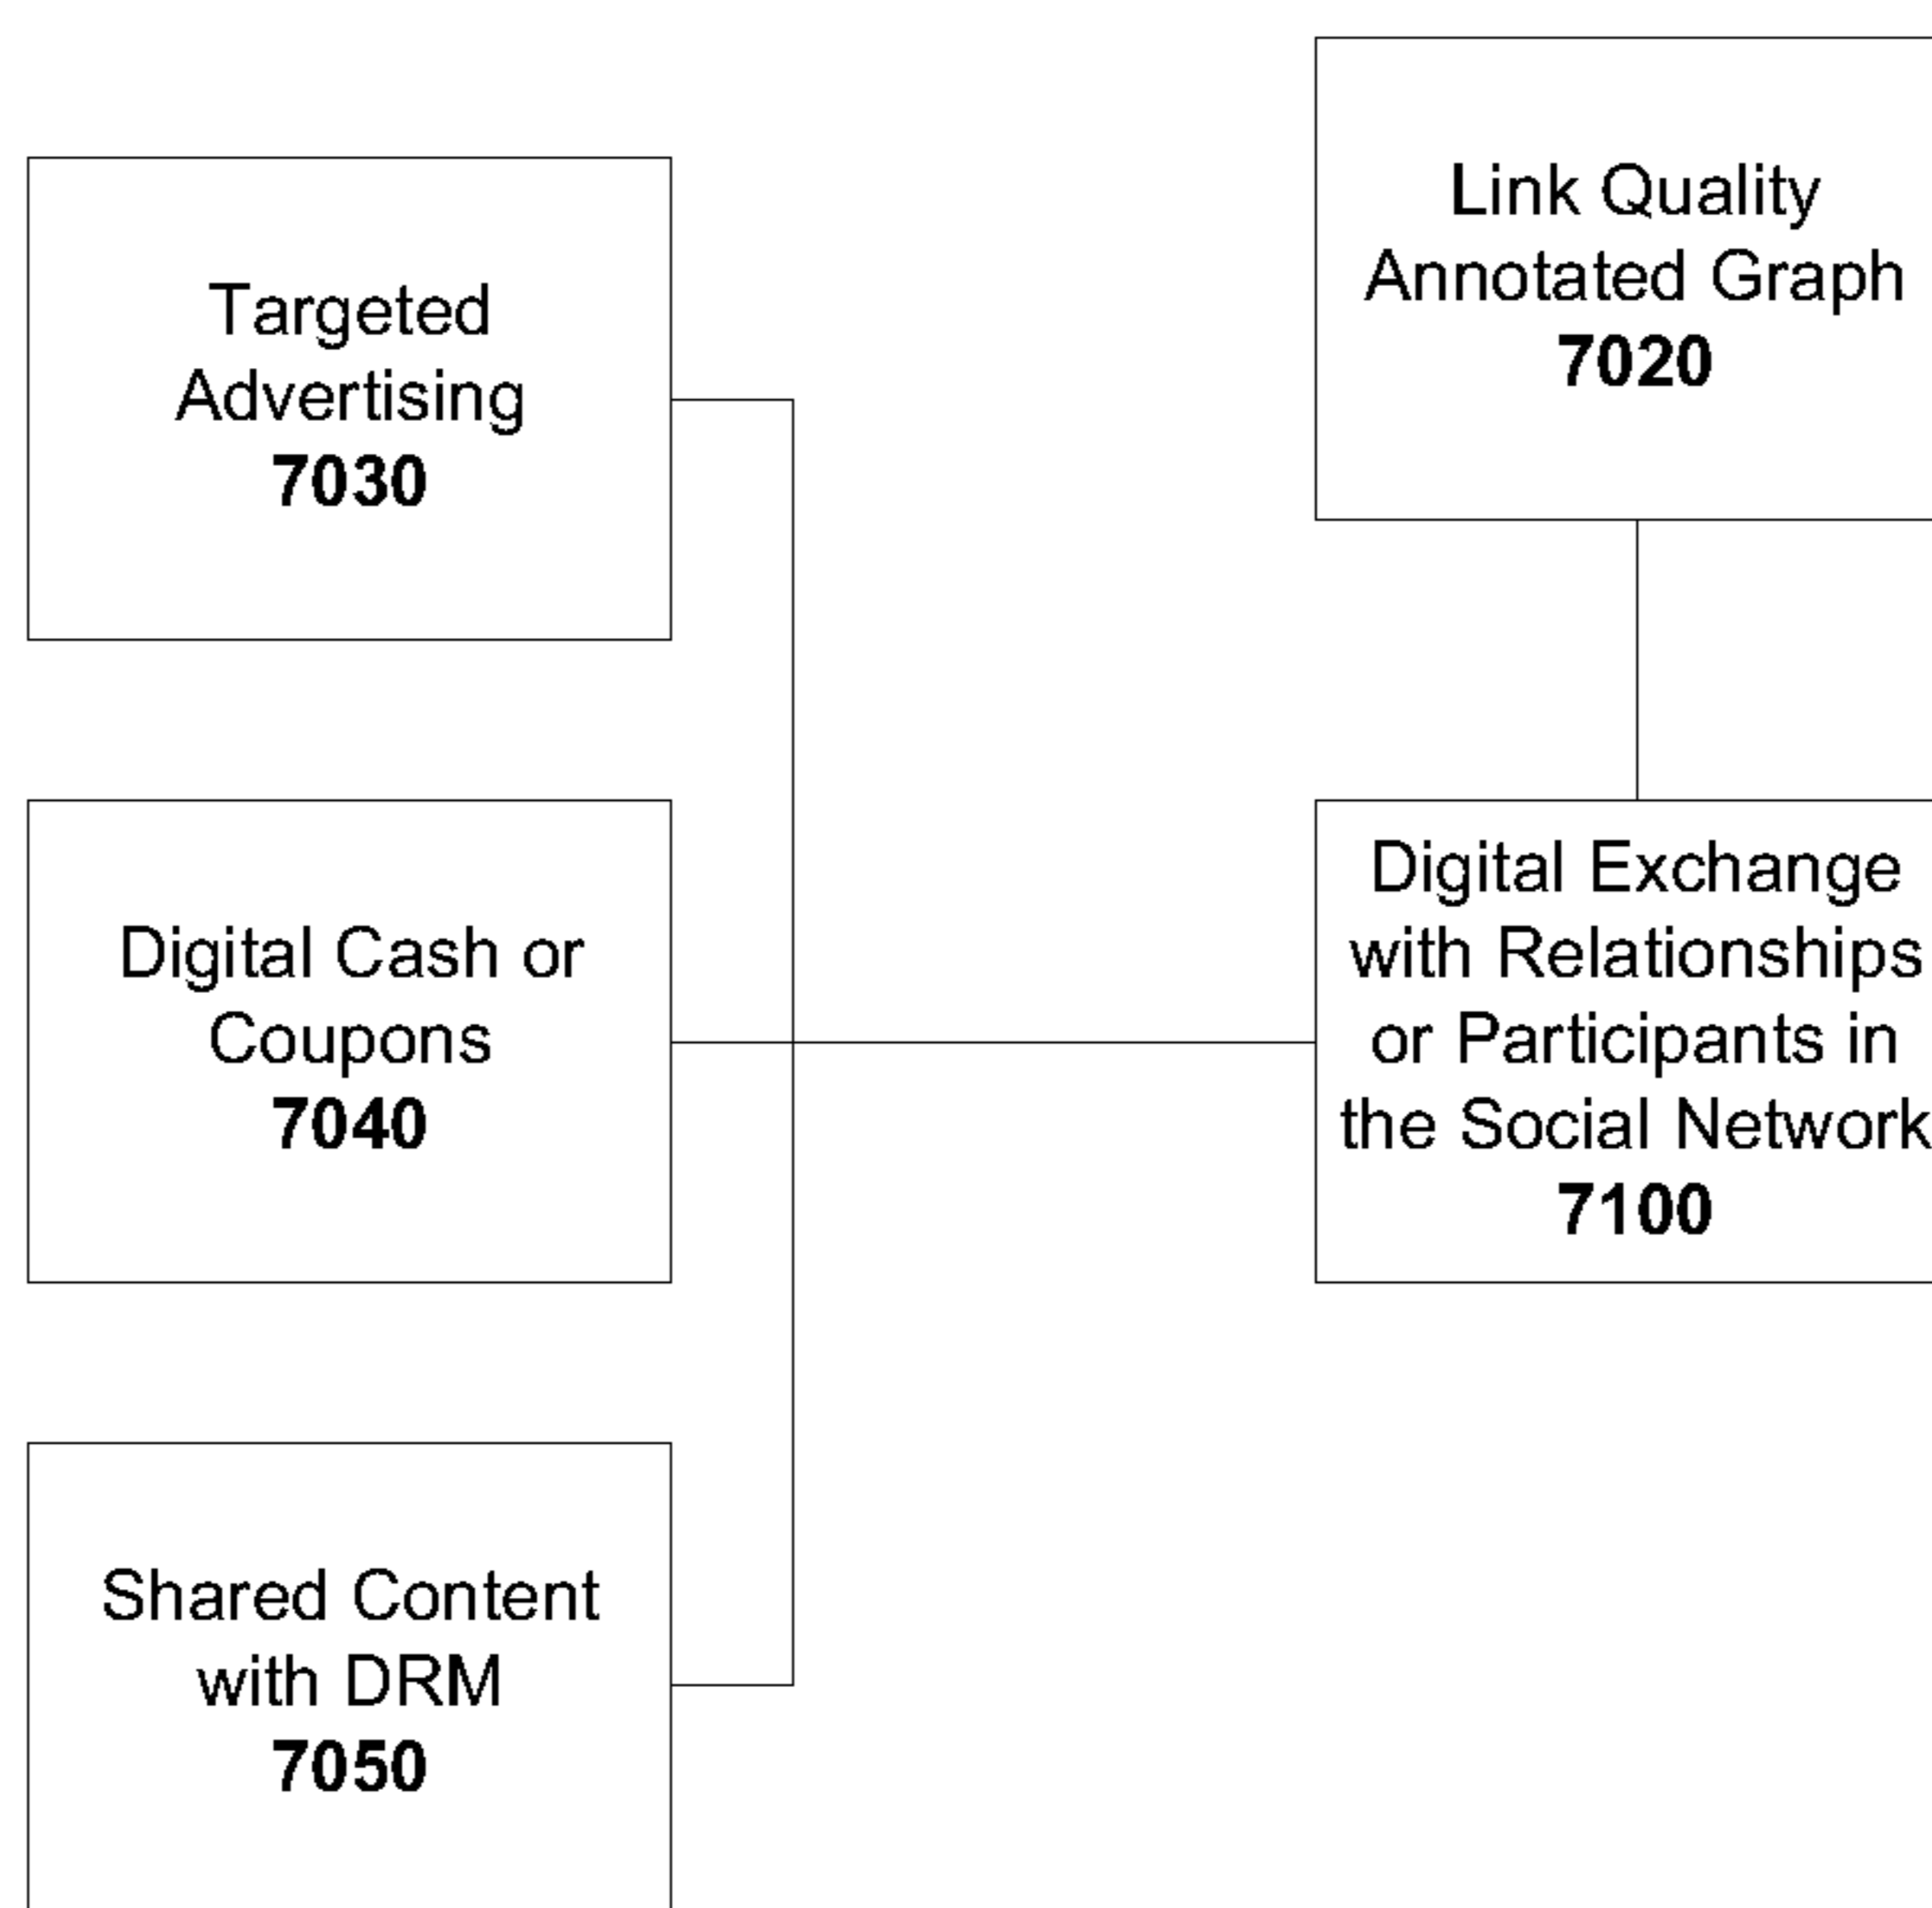 Targeted
Advertising
7030
Digital Cash or
Coupons
7040
Shared Content
with DRM
7050
Link Quality
Annotated Graph
7020
Digital Exchange
with Relationships
or Participants in
the Social Network
7100